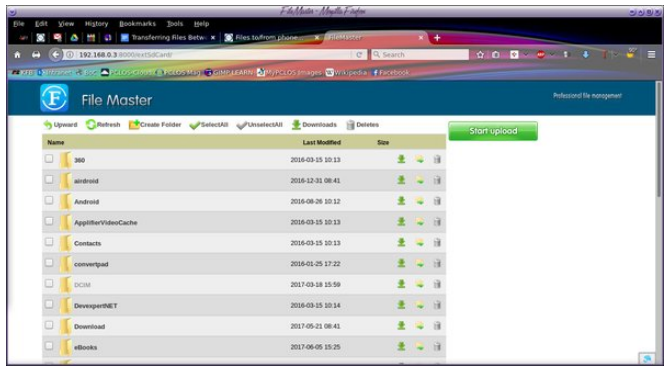 FileMaster - Mozilla Firefox
File Edit View History Bookmarks Tools Help
Transferring Files Betw x files to/from phone FileMaster x +
192.168.0.3:8000/extSdCard/ Search
Wikipedia Facebook
File Master
Professional file management
Upward Refresh Create Folder SelectAll UnselectAll Downloads Deletes
Start upload
Name Last Modified Size
360 2016-03-15 10:13
airdroid 2016-12-31 08:41
Android 2016-08-26 10:12
ApplifierVideoCache 2016-03-15 10:13
Contacts 2016-03-15 10:13
convertpad 2016-01-25 17:22
DCIM 2017-03-18 15:59
DevexpertNET 2016-03-15 10:14
Download 2017-05-21 08:41
eBooks 2017-06-05 15:25